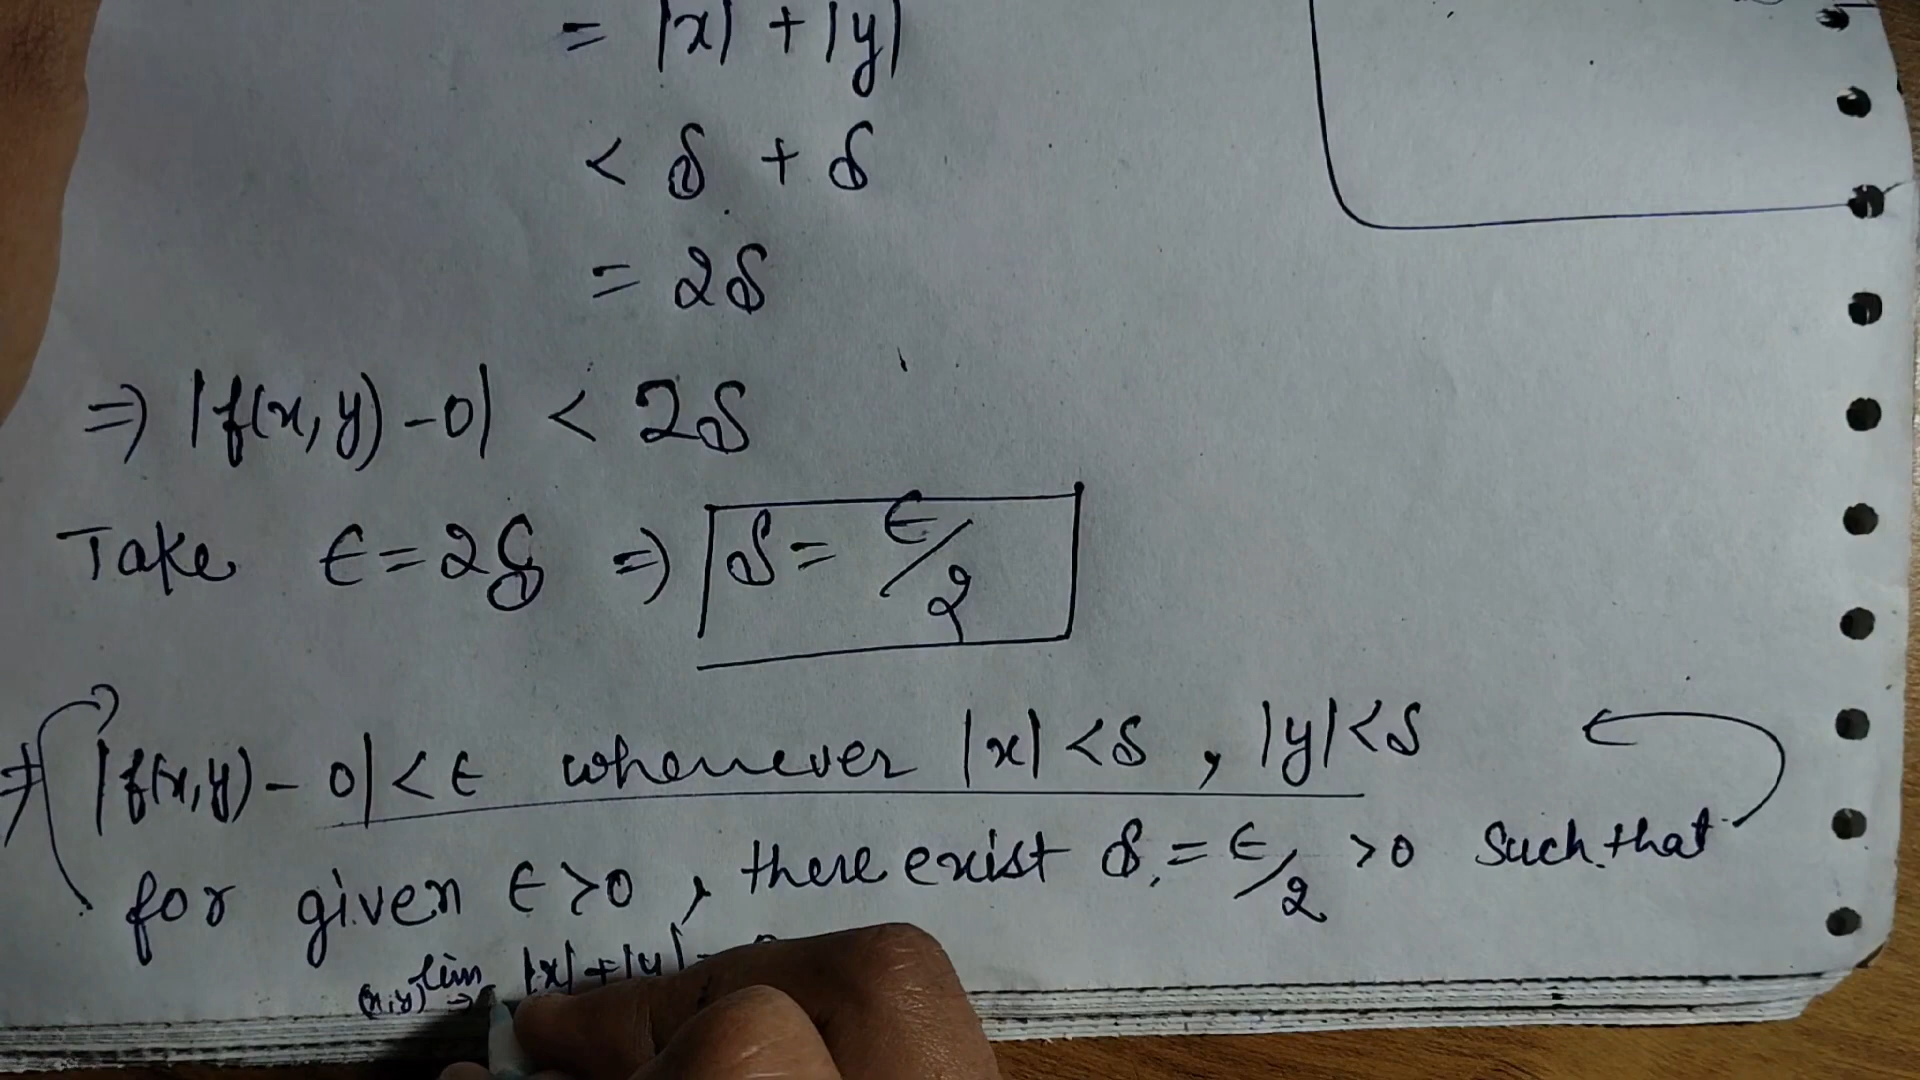 = |x| + |y|
< δ + δ
= 2δ
⇒ |f(x,y) - 0| < 2δ
Take ϵ = 2δ ⇒ δ = ϵ/2
⇒ |f(x,y) - 0| < ϵ whenever |x| < δ , |y| < δ
for given ϵ > 0 , there exist δ = ϵ/2 > 0 such that
lim |x| + |y| =
(x,y) →